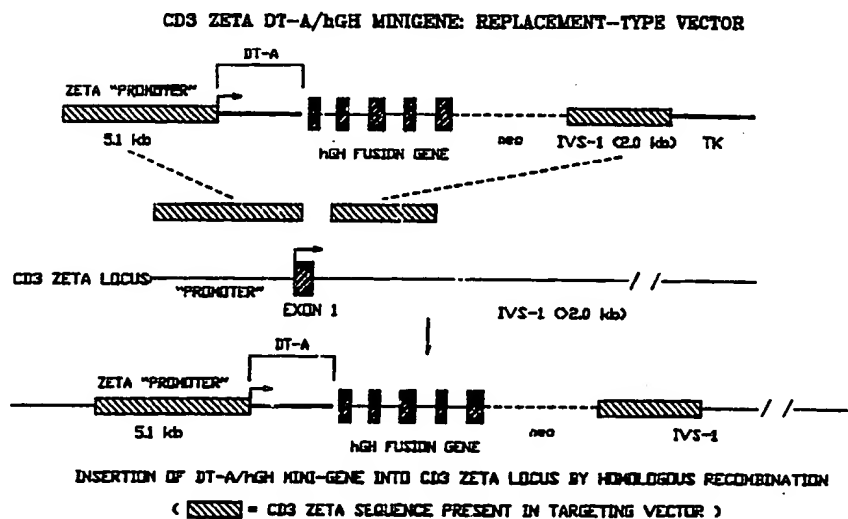 CD3 ZETA DT-A/hGH MINIGENE: REPLACEMENT-TYPE VECTOR
DT-A
ZETA "PROMOTER"
5.1 kb
hGH FUSION GENE
neo
IVS-1 (2.0 kb)
TK
CD3 ZETA LOCUS
"PROMOTER"
EXON 1
IVS-1 (>2.0 kb)
DT-A
ZETA "PROMOTER"
5.1 kb
hGH FUSION GENE
neo
IVS-1
INSERTION OF DT-A/hGH MINI-GENE INTO CD3 ZETA LOCUS BY HOMOLOGOUS RECOMBINATION
( = CD3 ZETA SEQUENCE PRESENT IN TARGETING VECTOR )